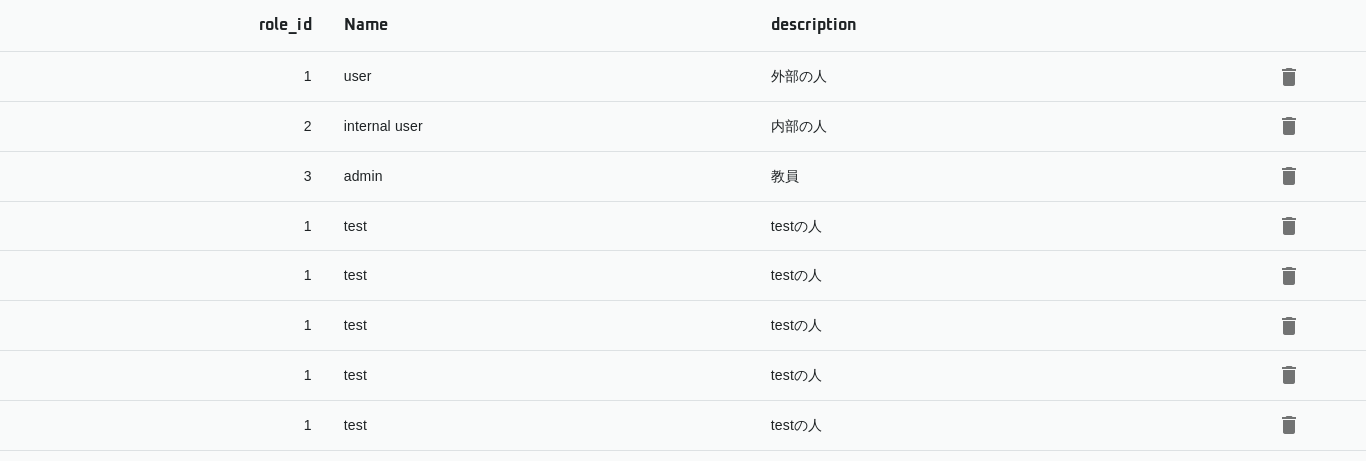 role_id Name description
1 user 外部の人
2 internal user 内部の人
3 admin 教員
1 test testの人
1 test testの人
1 test testの人
1 test testの人
1 test testの人